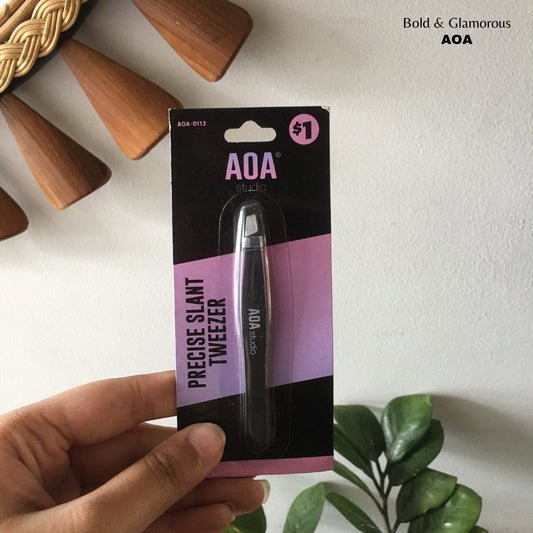 Bold & Glamorous
AOA
AOA-0113
$1
AOA®
studio
PRECISE SLANT
TWEEZER
AOA studio